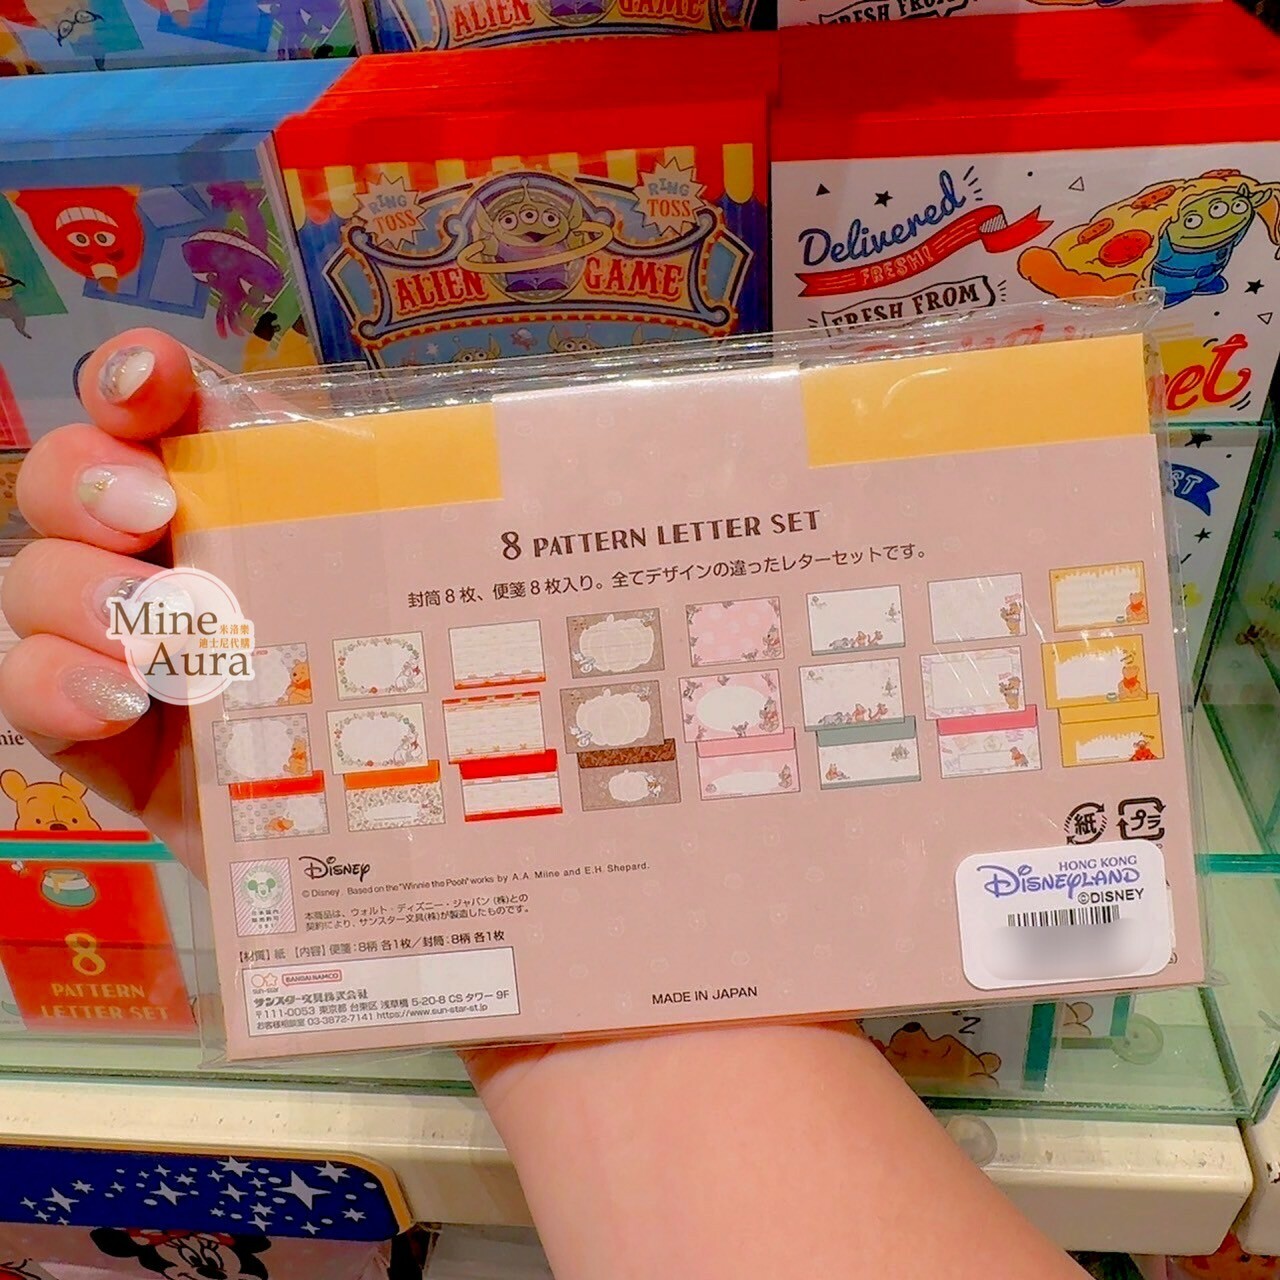 ALIEN GAME
FRESH FROM
RING TOSS
RING TOSS
ALIEN GAME
Delivered
FRESH!
FRESH FROM
8 PATTERN LETTER SET
封筒8枚、便箋8枚入り。全てデザインの違ったレターセットです。
Mine
米洛樂
迪士尼代購
Aura
紙
プラ
Disney
© Disney. Based on the "Winnie the Pooh" works by A.A. Milne and E.H. Shepard.
本商品は、ウォルト・ディズニー・ジャパン(株)との
契約により、サンスター文具(株)が製造したものです。
【材質】紙 【内容】便箋:8柄 各1枚/封筒:8柄 各1枚
sun-star BANDAI NAMCO
サンスター文具株式会社
〒111-0053 東京都 台東区 浅草橋 5-20-8 CS タワー 9F
お客様相談室 03-3872-7141 https://www.sun-star-st.jp
MADE IN JAPAN
HONG KONG
DISNEYLAND
©DISNEY
8
PATTERN
LETTER SET